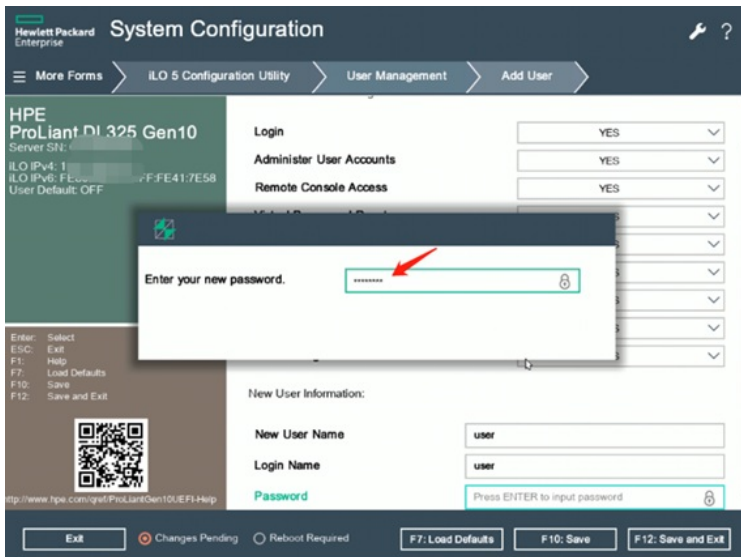 Hewlett Packard
Enterprise
System Configuration
?
More Forms
iLO 5 Configuration Utility
User Management
Add User
HPE
ProLiant DL325 Gen10
Server SN:
iLO IPv4: 1
iLO IPv6:
FF:FE41:7E58
User Default: OFF
Login YES
Administer User Accounts YES
Remote Console Access YES
Enter your new password. ********
Enter: Select
ESC: Exit
F1: Help
F7: Load Defaults
F10: Save
F12: Save and Exit
http://www.hpe.com/qref/ProLiantGen10UEFI-Help
New User Information:
New User Name user
Login Name user
Password Press ENTER to input password
Exit
Changes Pending
Reboot Required
F7: Load Defaults
F10: Save
F12: Save and Exit